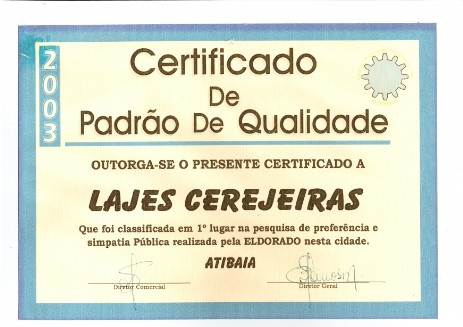 2003
Certificado
De
Padrão De Qualidade
OUTORGA-SE O PRESENTE CERTIFICADO A
LAJES CEREJEIRAS
Que foi classificada em 1º lugar na pesquisa de preferência e
simpatia Pública realizada pela ELDORADO nesta cidade.
ATIBAIA
Diretor Comercial
Diretor Geral